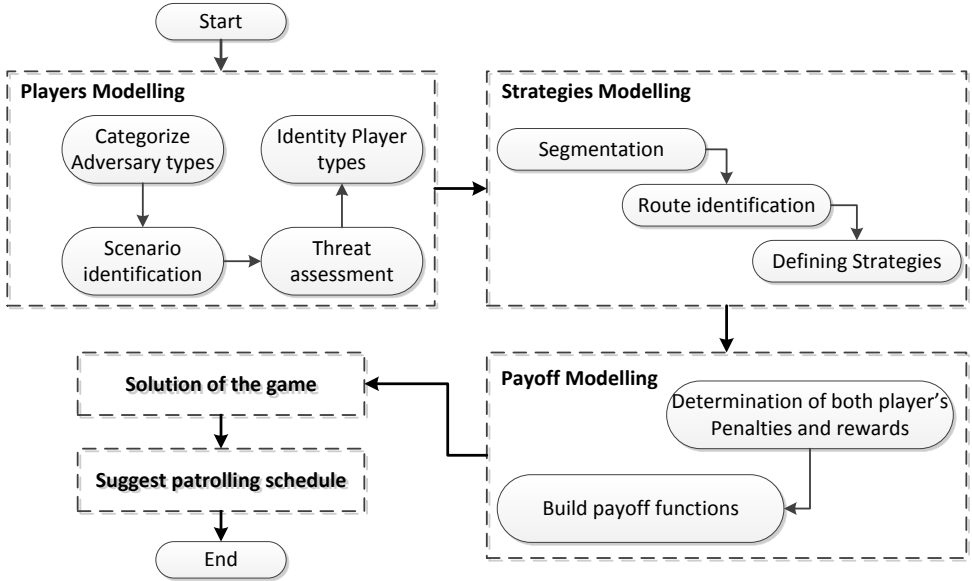 Start
Players Modelling
Categorize
Adversary types
Scenario
identification
Threat
assessment
Identity Player
types
Strategies Modelling
Segmentation
Route identification
Defining Strategies
Payoff Modelling
Determination of both player’s
Penalties and rewards
Build payoff functions
Solution of the game
Suggest patrolling schedule
End